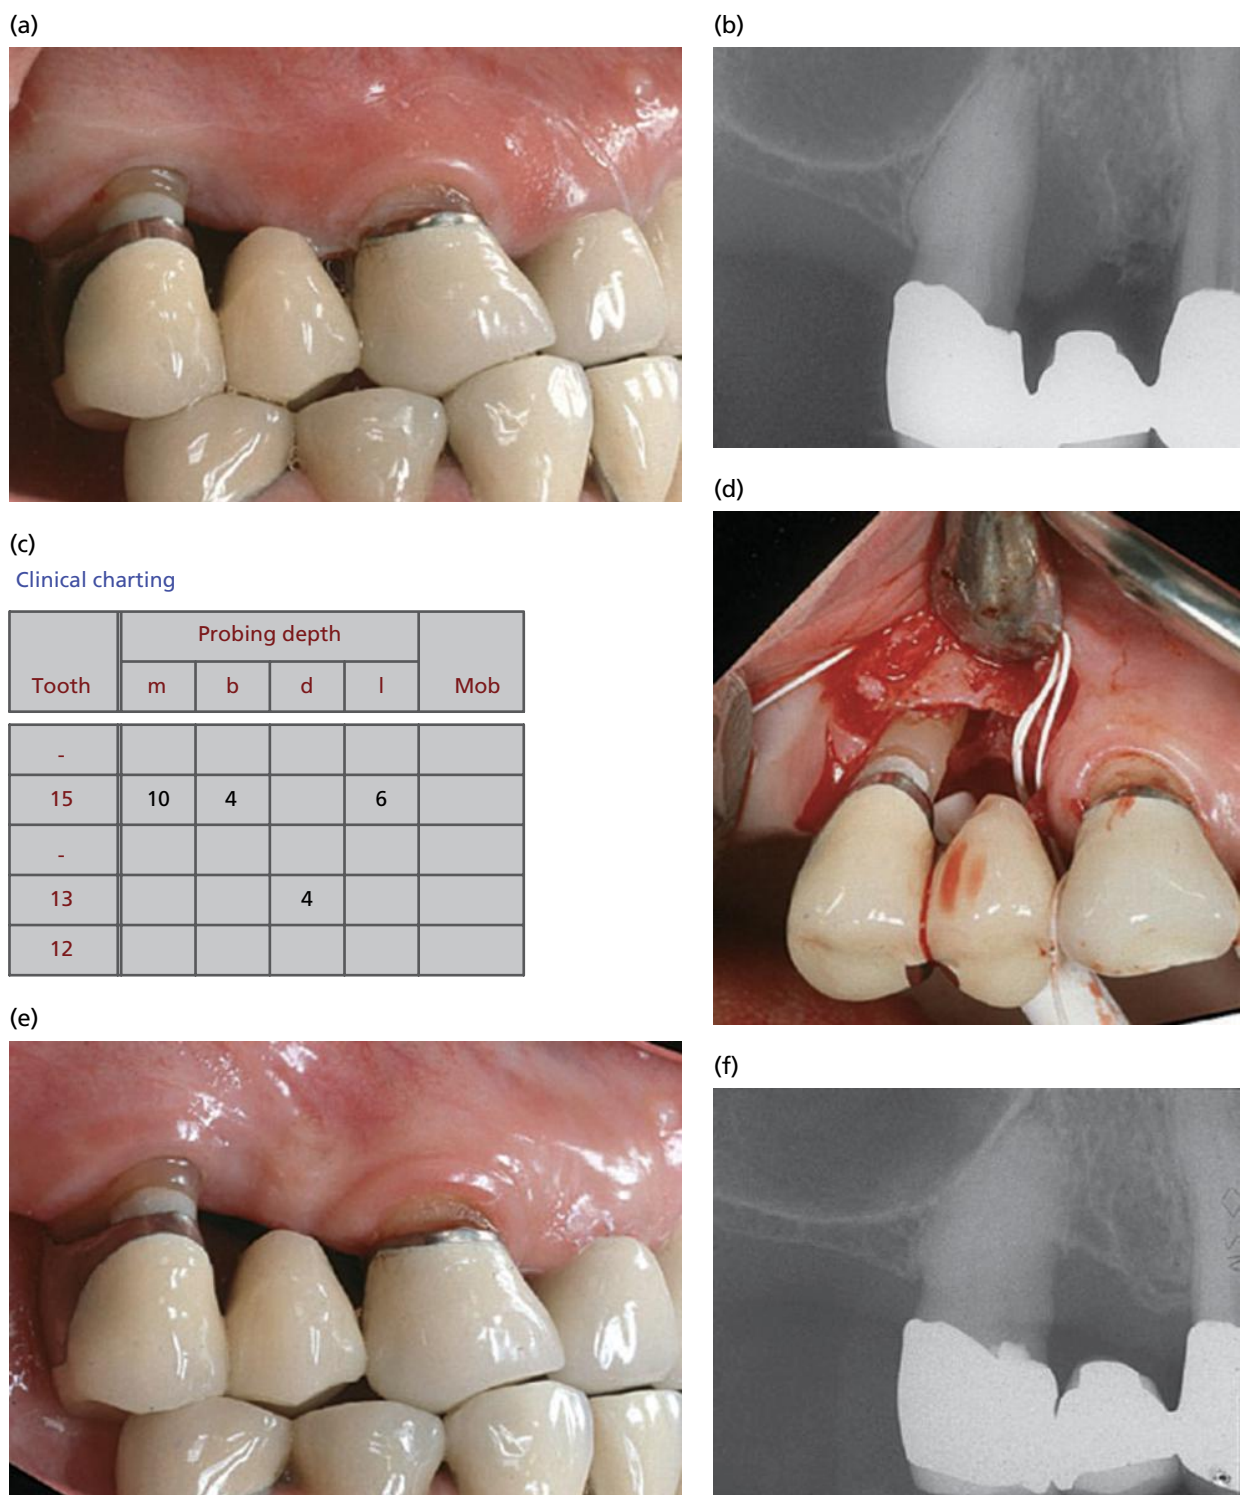 (a)
(b)
(c)
Clinical charting
Tooth Probing depth Mob
m b d l
-
15 10 4 6
-
13 4
12
(d)
(e)
(f)